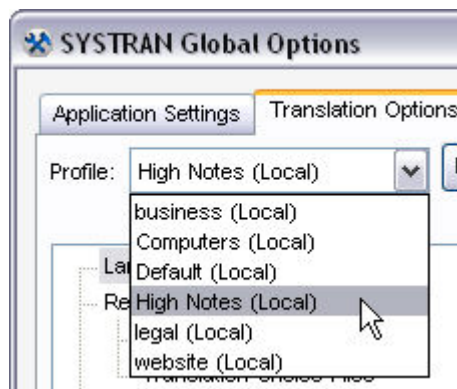 SYSTRAN Global Options
Application Settings
Translation Options
Profile: High Notes (Local)
business (Local)
Computers (Local)
Default (Local)
High Notes (Local)
legal (Local)
website (Local)